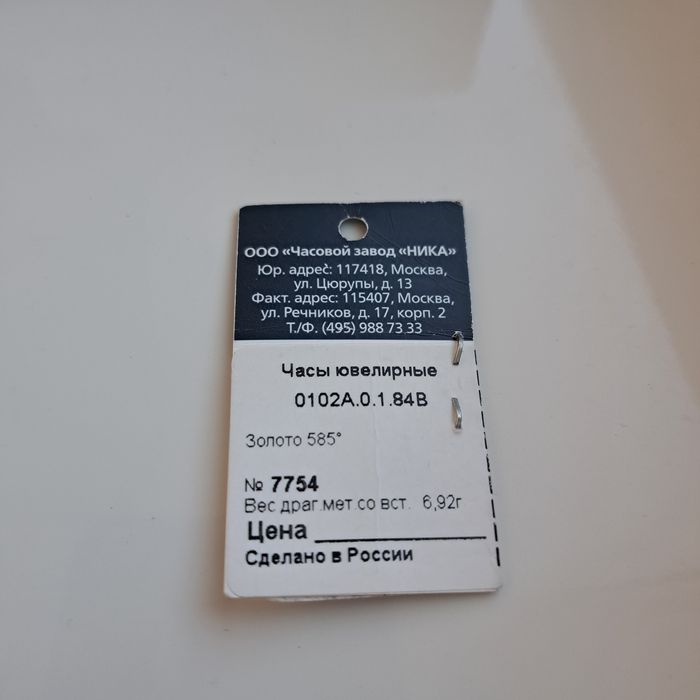 ООО «Часовой завод «НИКА»
Юр. адрес: 117418, Москва,
ул. Цюрупы, д. 13
Факт. адрес: 115407, Москва,
ул. Речников, д. 17, корп. 2
Т./Ф. (495) 988 73 33
Часы ювелирные
0102А.0.1.84В
Золото 585°
№ 7754
Вес драг.мет.со вст. 6,92г
Цена
Сделано в России